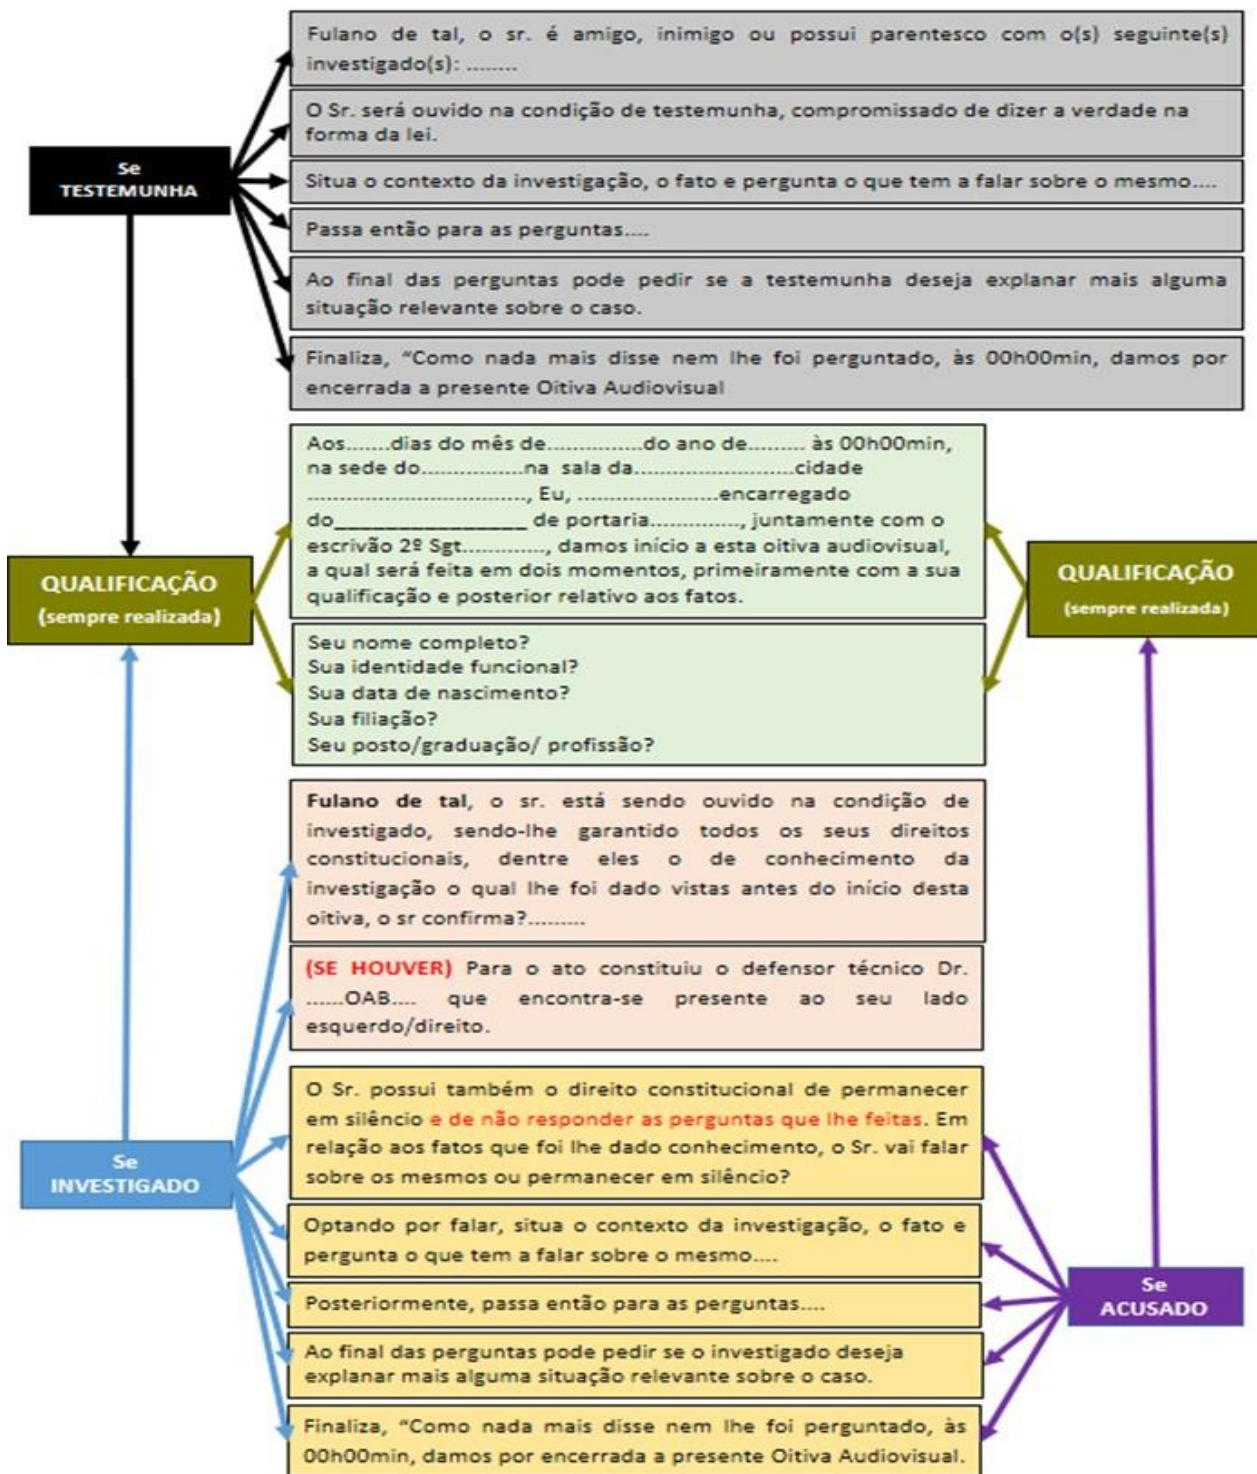 Fulano de tal, o sr. é amigo, inimigo ou possui parentesco com o(s) seguinte(s)
investigado(s): ........
O Sr. será ouvido na condição de testemunha, compromissado de dizer a verdade na
forma da lei.
Se
TESTEMUNHA
Situa o contexto da investigação, o fato e pergunta o que tem a falar sobre o mesmo....
Passa então para as perguntas....
Ao final das perguntas pode pedir se a testemunha deseja explanar mais alguma
situação relevante sobre o caso.
Finaliza, “Como nada mais disse nem lhe foi perguntado, às 00h00min, damos por
encerrada a presente Oitiva Audiovisual
Aos.......dias do mês de..............do ano de......... às 00h00min,
na sede do................na sala da.........................cidade
.................................., Eu, ......................encarregado
do________________ de portaria.............., juntamente com o
escrivão 2º Sgt............., damos início a esta oitiva audiovisual,
a qual será feita em dois momentos, primeiramente com a sua
qualificação e posterior relativo aos fatos.
QUALIFICAÇÃO
(sempre realizada)
QUALIFICAÇÃO
(sempre realizada)
Seu nome completo?
Sua identidade funcional?
Sua data de nascimento?
Sua filiação?
Seu posto/graduação/ profissão?
Fulano de tal, o sr. está sendo ouvido na condição de
investigado, sendo-lhe garantido todos os seus direitos
constitucionais, dentre eles o de conhecimento da
investigação o qual lhe foi dado vistas antes do início desta
oitiva, o sr confirma?.........
(SE HOUVER) Para o ato constituiu o defensor técnico Dr.
......OAB.... que encontra-se presente ao seu lado
esquerdo/direito.
O Sr. possui também o direito constitucional de permanecer
em silêncio e de não responder as perguntas que lhe feitas. Em
relação aos fatos que foi lhe dado conhecimento, o Sr. vai falar
sobre os mesmos ou permanecer em silêncio?
Se
INVESTIGADO
Optando por falar, situa o contexto da investigação, o fato e
pergunta o que tem a falar sobre o mesmo....
Posteriormente, passa então para as perguntas....
Se
ACUSADO
Ao final das perguntas pode pedir se o investigado deseja
explanar mais alguma situação relevante sobre o caso.
Finaliza, “Como nada mais disse nem lhe foi perguntado, às
00h00min, damos por encerrada a presente Oitiva Audiovisual.